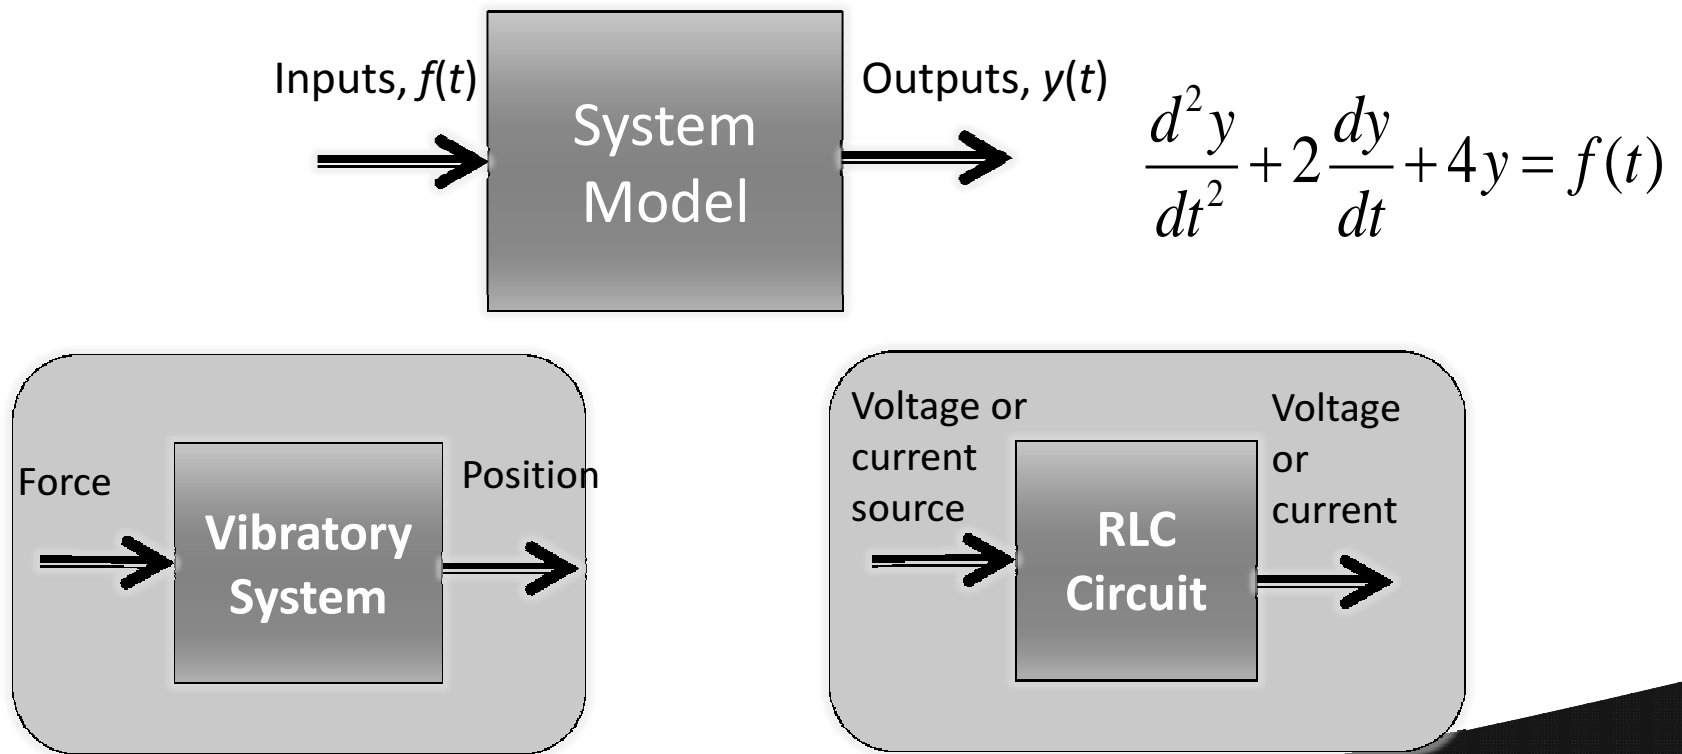 Inputs, f(t)
System
Model
Outputs, y(t)
d²y/dt² + 2 dy/dt + 4y = f(t)
Force
Vibratory
System
Position
Voltage or
current
source
RLC
Circuit
Voltage
or
current